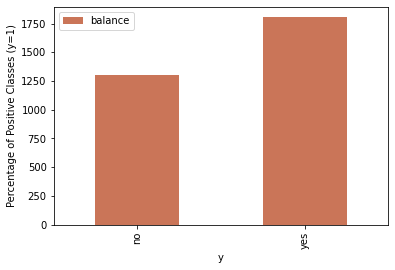 Percentage of Positive Classes (y=1)
balance
1750
1500
1250
1000
750
500
250
0
no
yes
y